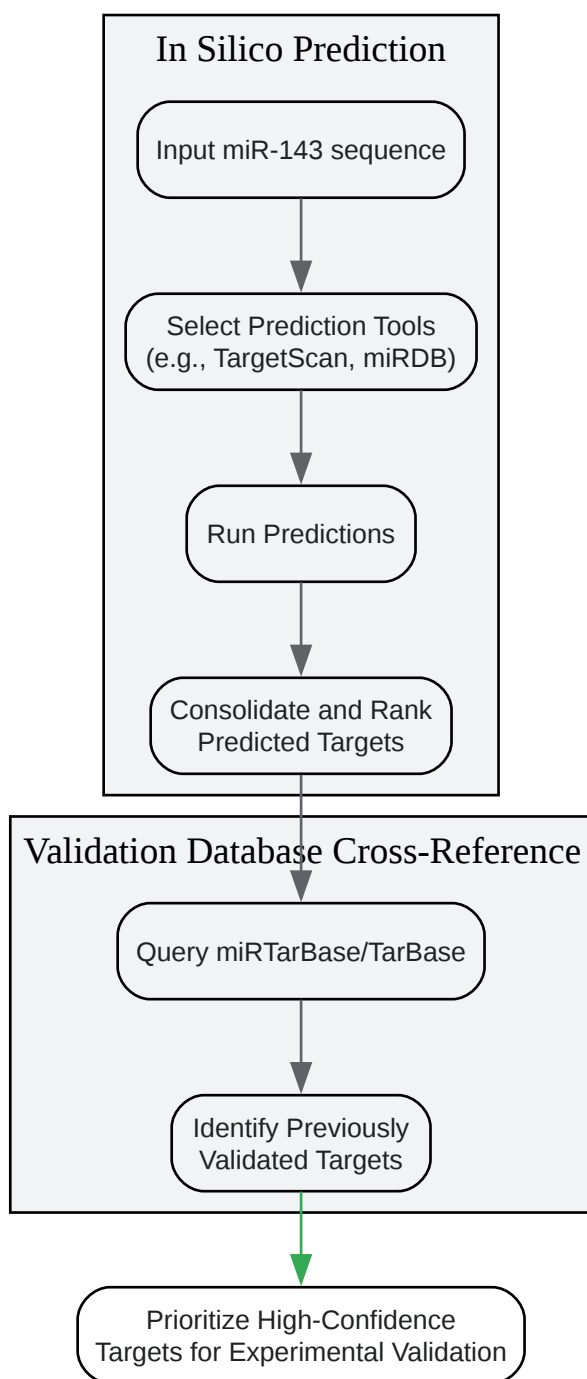 In Silico Prediction
Input miR-143 sequence
Select Prediction Tools
(e.g., TargetScan, miRDB)
Run Predictions
Consolidate and Rank
Predicted Targets
Validation Database Cross-Reference
Query miRTarBase/TarBase
Identify Previously
Validated Targets
Prioritize High-Confidence
Targets for Experimental Validation